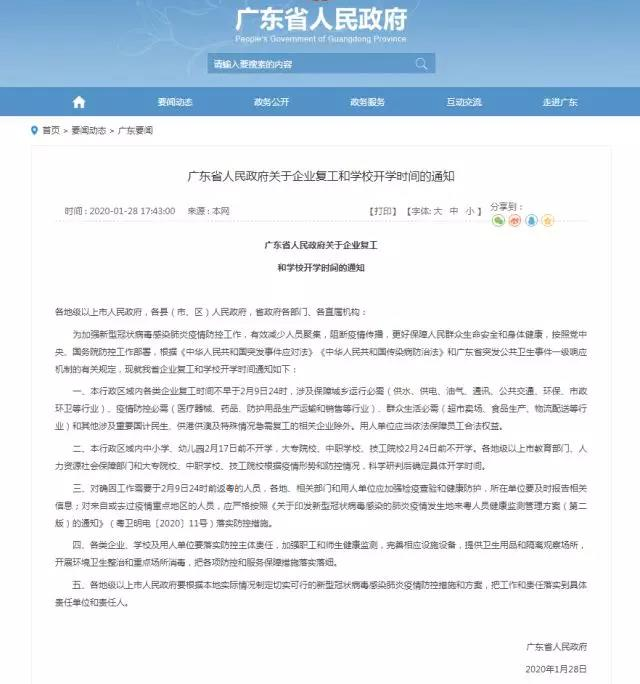 广东省人民政府
People's Government of Guangdong Province
请输入要搜索的内容
要闻动态 政务公开 政务服务 互动交流 走进广东
首页 > 要闻动态 > 广东要闻
广东省人民政府关于企业复工和学校开学时间的通知
时间 : 2020-01-28 17:43:00 来源 : 本网 【打印】 【字体: 大 中 小 】 分享到 :
广东省人民政府关于企业复工
和学校开学时间的通知
各地级以上市人民政府，各县（市、区）人民政府，省政府各部门、各直属机构：
为加强新型冠状病毒感染肺炎疫情防控工作，有效减少人员聚集，阻断疫情传播，更好保障人民群众生命安全和身体健康，按照党中
央、国务院防控工作部署，根据《中华人民共和国突发事件应对法》《中华人民共和国传染病防治法》和广东省突发公共卫生事件一级响应
机制的有关规定，现就我省企业复工和学校开学时间通知如下：
一、本行政区域内各类企业复工时间不早于2月9日24时，涉及保障城乡运行必需（供水、供电、油气、通讯、公共交通、环保、市政
环卫等行业）、疫情防控必需（医疗器械、药品、防护用品生产运输和销售等行业）、群众生活必需（超市卖场、食品生产、物流配送等行
业）和其他涉及重要国计民生、供港供澳及特殊情况急需复工的相关企业除外。用人单位应当依法保障员工合法权益。
二、本行政区域内中小学、幼儿园2月17日前不开学，大专院校、中职学校、技工院校2月24日前不开学。各地级以上市教育部门、人
力资源社会保障部门和大专院校、中职学校、技工院校根据疫情形势和防控情况，科学研判后确定具体开学时间。
三、对确因工作需要于2月9日24时前返粤的人员，各地、相关部门和用人单位应加强检疫查验和健康防护，所在单位要及时报告相关
信息；对来自或去过疫情重点地区的人员，应严格按照《关于印发新型冠状病毒感染的肺炎疫情发生地来粤人员健康监测管理方案（第二
版）的通知》（粤卫明电〔2020〕11号）落实防控措施。
四、各类企业、学校及用人单位要落实防控主体责任，加强职工和师生健康监测，完善相应设施设备，提供卫生用品和隔离观察场所，
开展环境卫生整治和重点场所消毒，把各项防控和服务保障措施落实落细。
五、各地级以上市人民政府要根据本地实际情况制定切实可行的新型冠状病毒感染肺炎疫情防控措施和方案，把工作和责任落实到具
体责任单位和责任人。
广东省人民政府
2020年1月28日